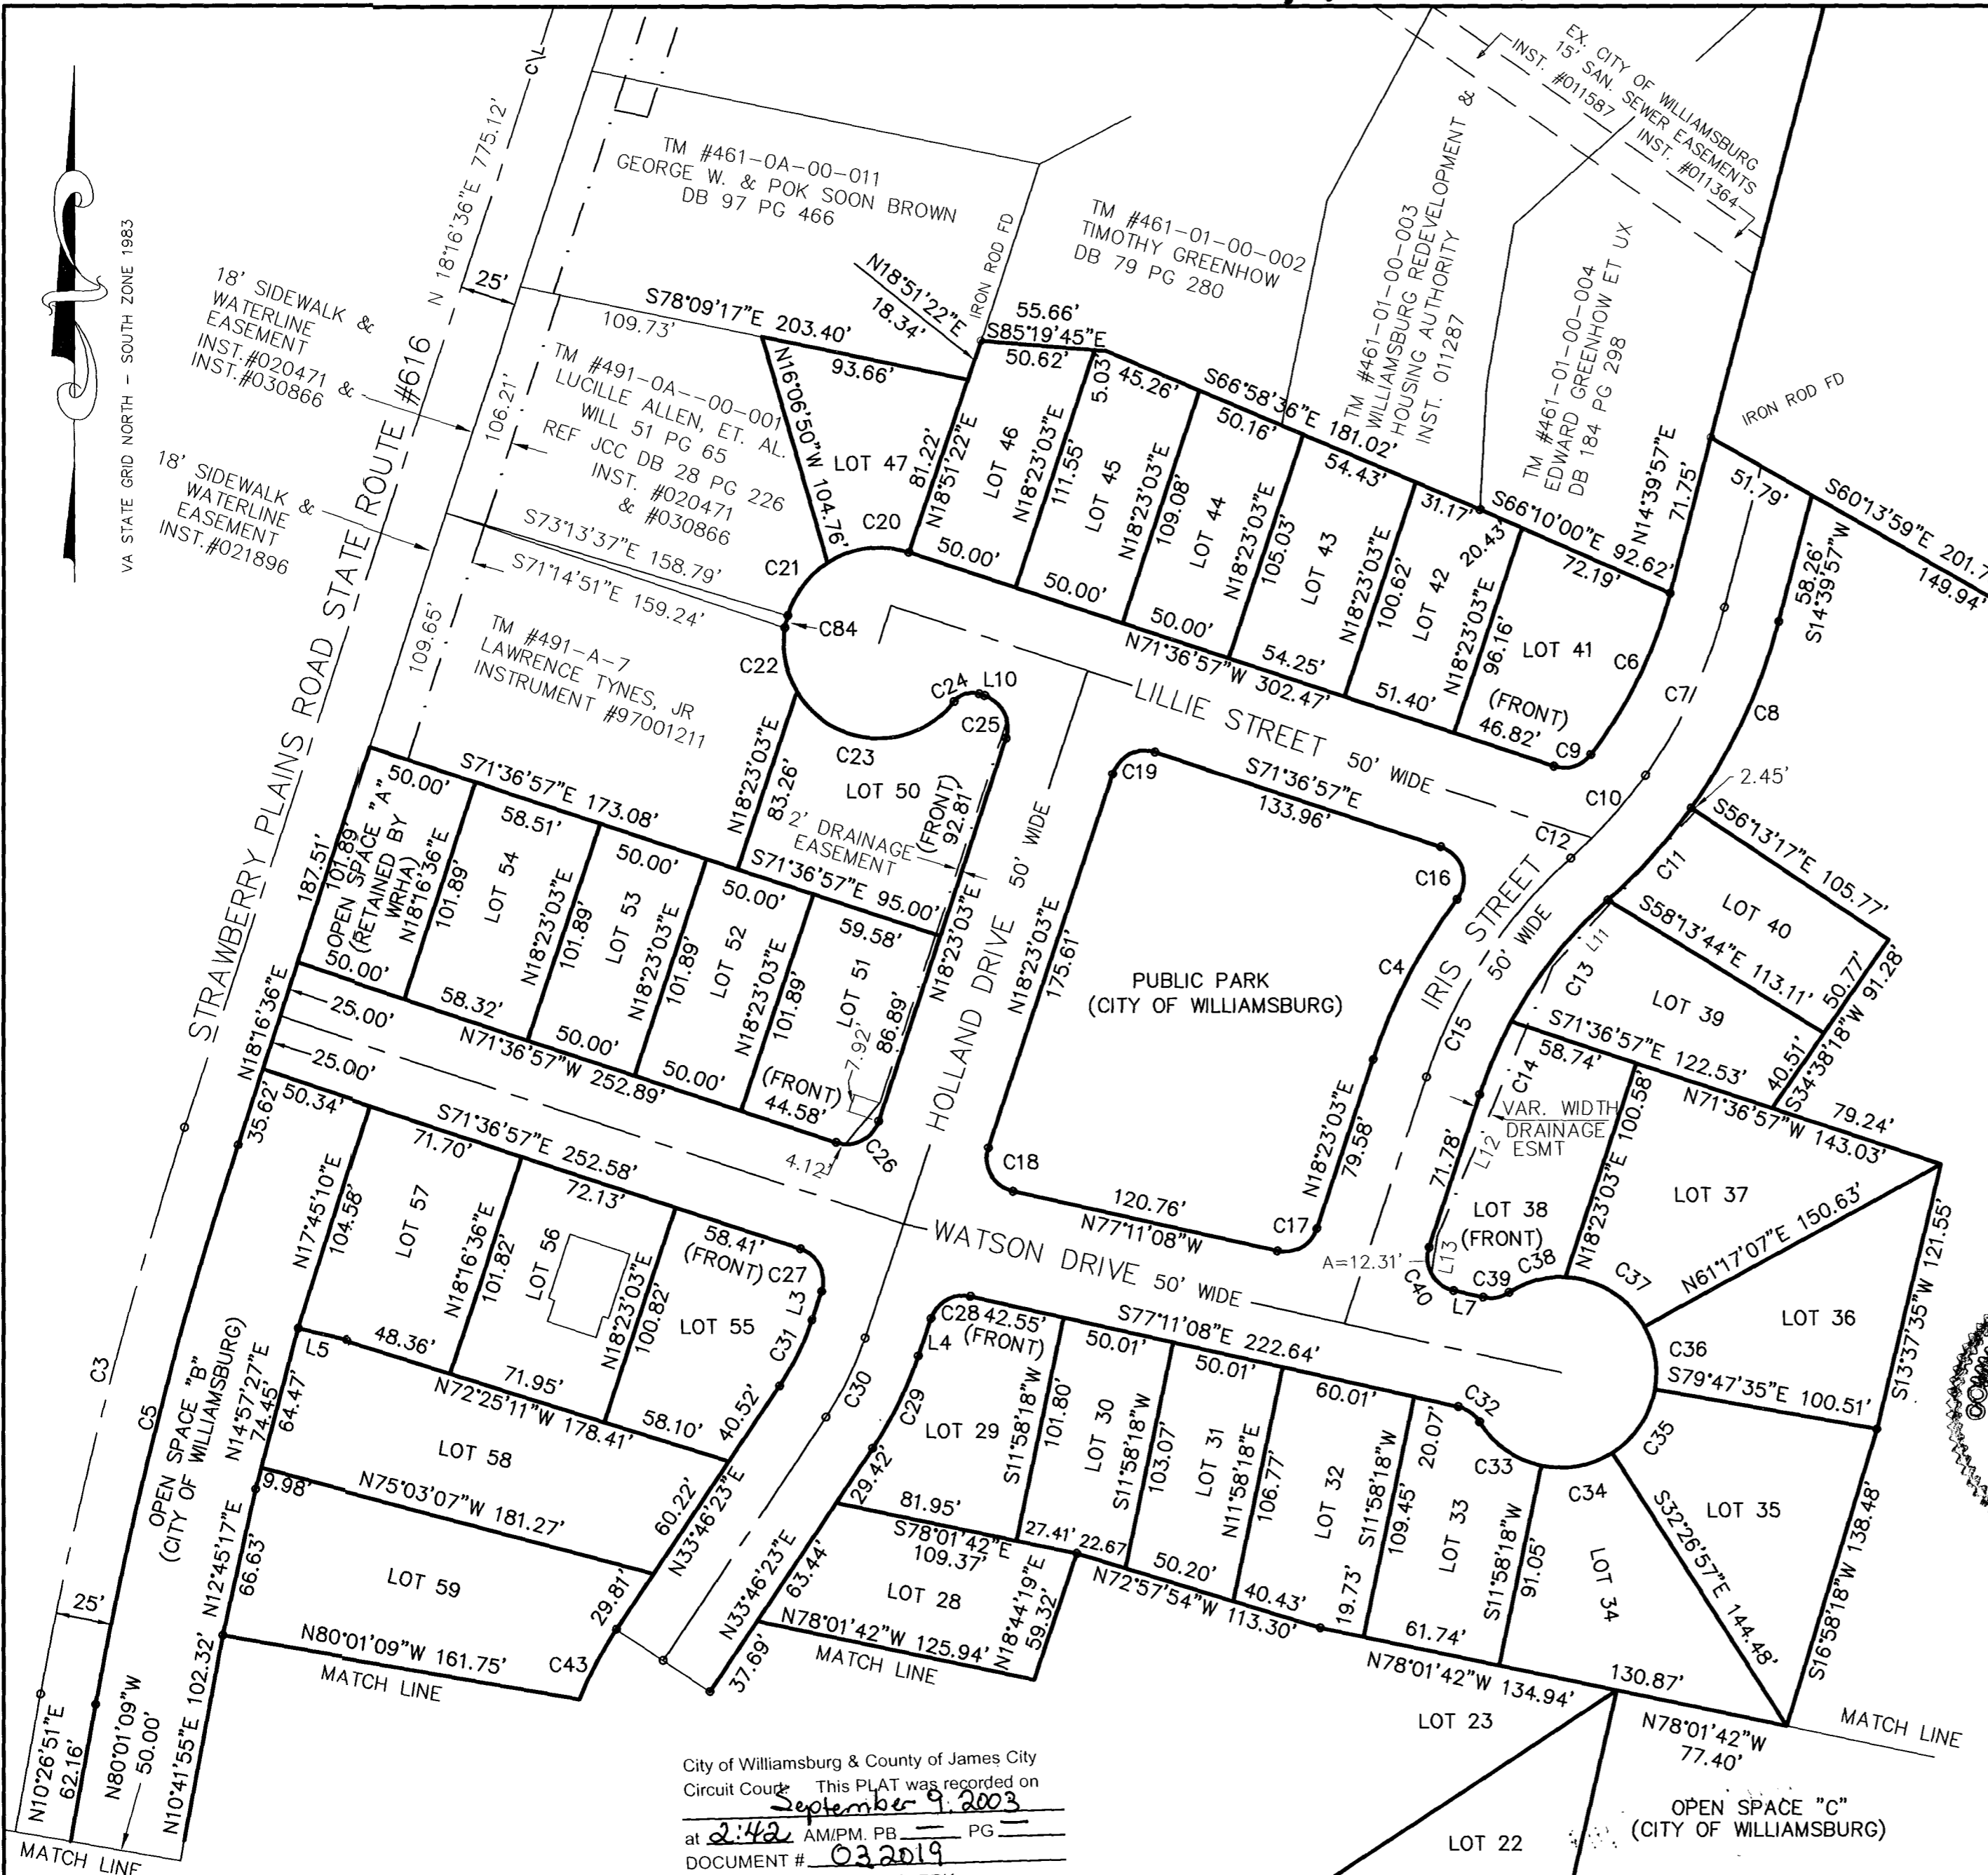 VA STATE GRID NORTH - SOUTH ZONE 1983
18' SIDEWALK &
WATERLINE
EASEMENT
INST.#020471 &
INST.#030866
18' SIDEWALK &
WATERLINE
EASEMENT
INST.#021896
C\L
N 18°16'36"E 775.12'
25'
STRAWBERRY PLAINS ROAD STATE ROUTE #616
TM #461-0A-00-011
GEORGE W. & POK SOON BROWN
DB 97 PG 466
IRON ROD FD
N18°51'22"E
18.34'
TM #461-01-00-002
TIMOTHY GREENHOW
DB 79 PG 280
TM #461-01-00-003
WILLIAMSBURG REDEVELOPMENT &
HOUSING AUTHORITY
INST. 011287
TM #461-01-00-004
EDWARD GREENHOW ET UX
DB 184 PG 298
EX. CITY OF WILLIAMSBURG
15' SAN. SEWER EASEMENTS
INST. #011587
INST. #011364
IRON ROD FD
S78°09'17"E 203.40'
109.73'
93.66'
106.21'
TM #491-0A--00-001
LUCILLE ALLEN, ET. AL.
WILL 51 PG 65
REF JCC DB 28 PG 226
INST. #020471
& #030866
S73°13'37"E 158.79'
S71°14'51"E 159.24'
109.65'
TM #491-A-7
LAWRENCE TYNES, JR
INSTRUMENT #97001211
N16°06'50"W 104.76'
LOT 47
81.22'
N18°51'22"E
C20
C21
C84
C22
C23
C24
L10
C25
55.66'
S85°19'45"E
50.62'
5.03'
LOT 46
N18°23'03"E
111.55'
45.26'
LOT 45
N18°23'03"E
109.08'
S66°58'36"E 181.02'
50.16'
LOT 44
N18°23'03"E
105.03'
54.43'
LOT 43
N18°23'03"E
100.62'
31.17'
20.43'
LOT 42
N18°23'03"E
96.16'
S66°10'00"E 92.62'
72.19'
LOT 41
(FRONT)
46.82'
C6
C9
N14°39'57"E
71.75'
51.79'
S60°13'59"E 201.7
149.94'
58.26'
S14°39'57"W
C7
C8
50.00'
50.00'
50.00'
54.25'
51.40'
N71°36'57"W 302.47'
LILLIE STREET 50' WIDE
C10
C12
2.45'
S56°13'17"E 105.77'
C11
LOT 40
S58°13'44"E 113.11'
50.77'
S34°38'18"W 91.28'
L11
C13
LOT 39
40.51'
S71°36'57"E 122.53'
58.74'
N71°36'57"W 143.03'
79.24'
IRIS STREET
50' WIDE
C15
C14
VAR. WIDTH
DRAINAGE
ESMT
71.78'
L12
L13
A=12.31'
C40
L7
C39
C38
LOT 38
(FRONT)
N18°23'03"E 100.58'
LOT 37
C37
N61°17'07"E 150.63'
LOT 36
S13°37'35"W 121.55'
C36
S79°47'35"E 100.51'
C35
LOT 35
S16°58'18"W 138.48'
S32°26'57"E 144.48'
LOT 34
C34
130.87'
C19
S71°36'57"E
133.96'
C16
C4
N18°23'03"E
79.58'
C17
N77°11'08"W
120.76'
C18
N18°23'03"E
175.61'
PUBLIC PARK
(CITY OF WILLIAMSBURG)
HOLLAND DRIVE 50' WIDE
LOT 50
(FRONT)
92.81'
2' DRAINAGE
EASEMENT
N18°23'03"E
83.26'
S71°36'57"E 95.00'
N18°23'03"E
S71°36'57"E 173.08'
50.00'
58.51'
50.00'
50.00'
59.58'
187.51'
101.89'
OPEN SPACE "A"
(RETAINED BY
WRHA)
N18°16'36"E
101.89'
LOT 54
N18°23'03"E
101.89'
LOT 53
N18°23'03"E
101.89'
LOT 52
N18°23'03"E
101.89'
LOT 51
7.92'
86.89'
(FRONT)
44.58'
4.12'
C26
50.00'
58.32'
50.00'
50.00'
N71°36'57"W 252.89'
25.00'
25.00'
N18°16'36"E
35.62'
50.34'
S71°36'57"E 252.58'
71.70'
72.13'
58.41'
(FRONT)
C27
L3
C31
N17°45'10"E
104.58'
LOT 57
N18°16'36"E
101.82'
LOT 56
N18°23'03"E
100.82'
LOT 55
L5
48.36'
71.95'
58.10'
N72°25'11"W 178.41'
40.52'
LOT 58
N14°57'27"E
74.45'
64.47'
9.98'
N75°03'07"W 181.27'
60.22'
N33°46'23"E
LOT 59
29.81'
N12°45'17"E
66.63'
N80°01'09"W 161.75'
MATCH LINE
C43
C3
C5
OPEN SPACE "B"
(CITY OF WILLIAMSBURG)
25'
N10°26'51"E
62.16'
N80°01'09"W
50.00'
N10°41'55"E 102.32'
MATCH LINE
WATSON DRIVE 50' WIDE
C28
42.55'
(FRONT)
L4
C29
C30
LOT 29
29.42'
81.95'
S11°58'18"W
101.80'
S77°11'08"E 222.64'
50.01'
50.01'
60.01'
LOT 30
S11°58'18"W
103.07'
LOT 31
N11°58'18"E
106.77'
LOT 32
S11°58'18"W
109.45'
20.07'
C32
C33
LOT 33
S11°58'18"W
91.05'
19.73'
61.74'
S78°01'42"E
109.37'
27.41'
22.67
50.20'
40.43'
N72°57'54"W 113.30'
N33°46'23"E
63.44'
37.69'
LOT 28
N78°01'42"W 125.94'
MATCH LINE
N18°44'19"E
59.32'
N78°01'42"W 134.94'
LOT 23
N78°01'42"W
77.40'
MATCH LINE
LOT 22
OPEN SPACE "C"
(CITY OF WILLIAMSBURG)
City of Williamsburg & County of James City
Circuit Court: This PLAT was recorded on
September 9, 2003
at 2:42 AM/PM. PB — PG —
DOCUMENT # 032019